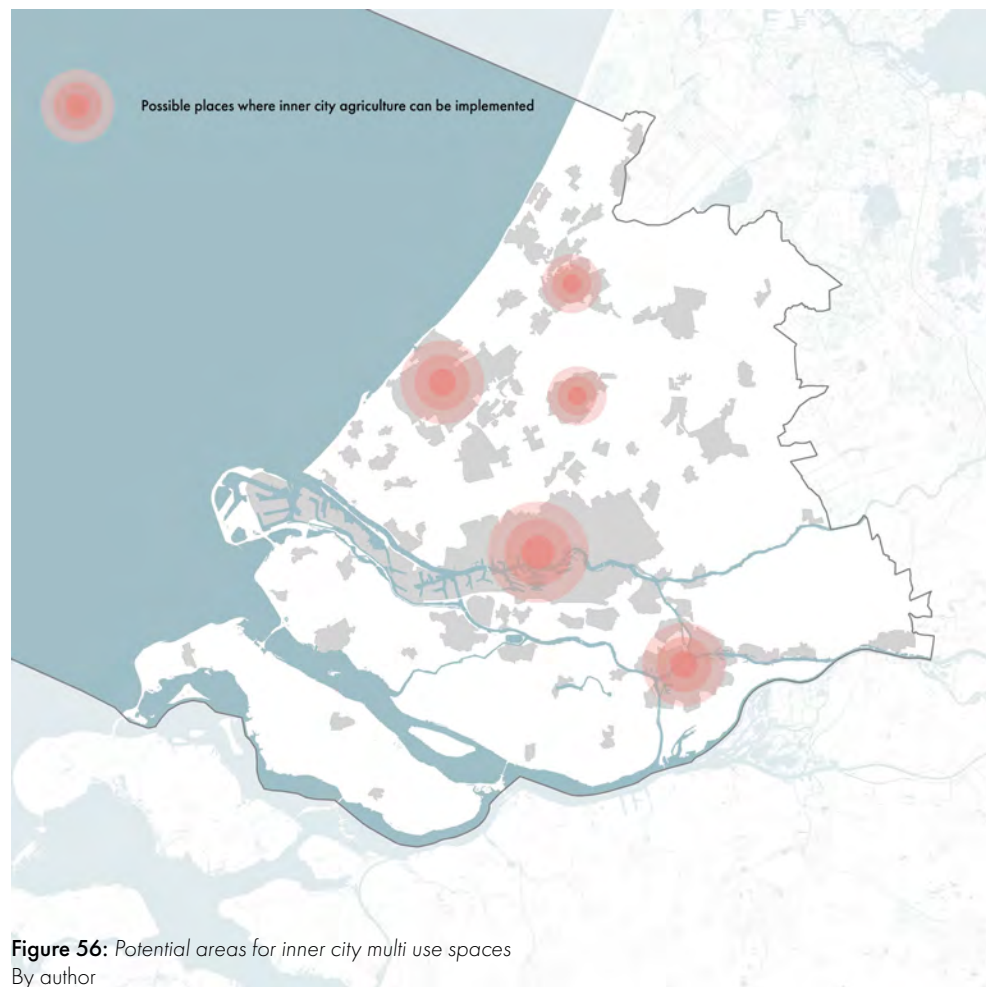 Possible places where inner city agriculture can be implemented
Figure 56: Potential areas for inner city multi use spaces
By author